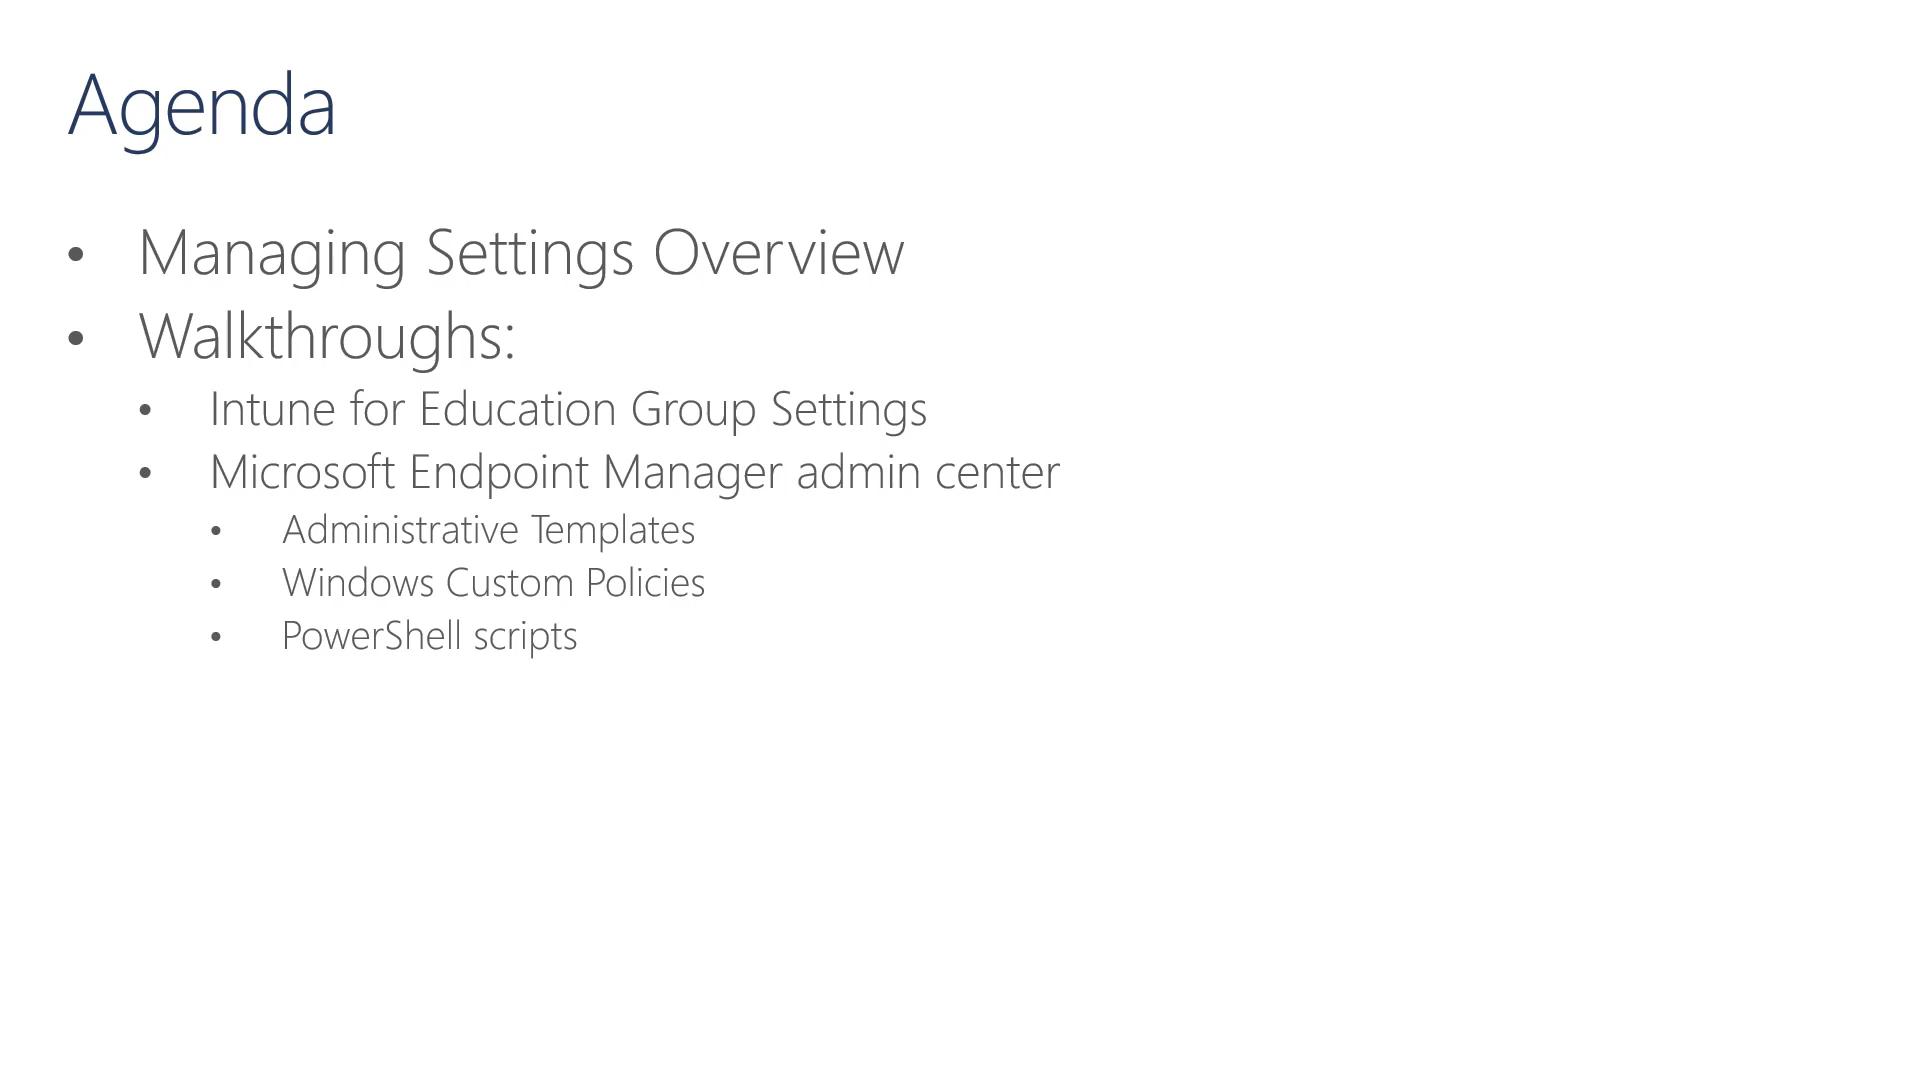 Agenda
• Managing Settings Overview
• Walkthroughs:
• Intune for Education Group Settings
• Microsoft Endpoint Manager admin center
• Administrative Templates
• Windows Custom Policies
• PowerShell scripts